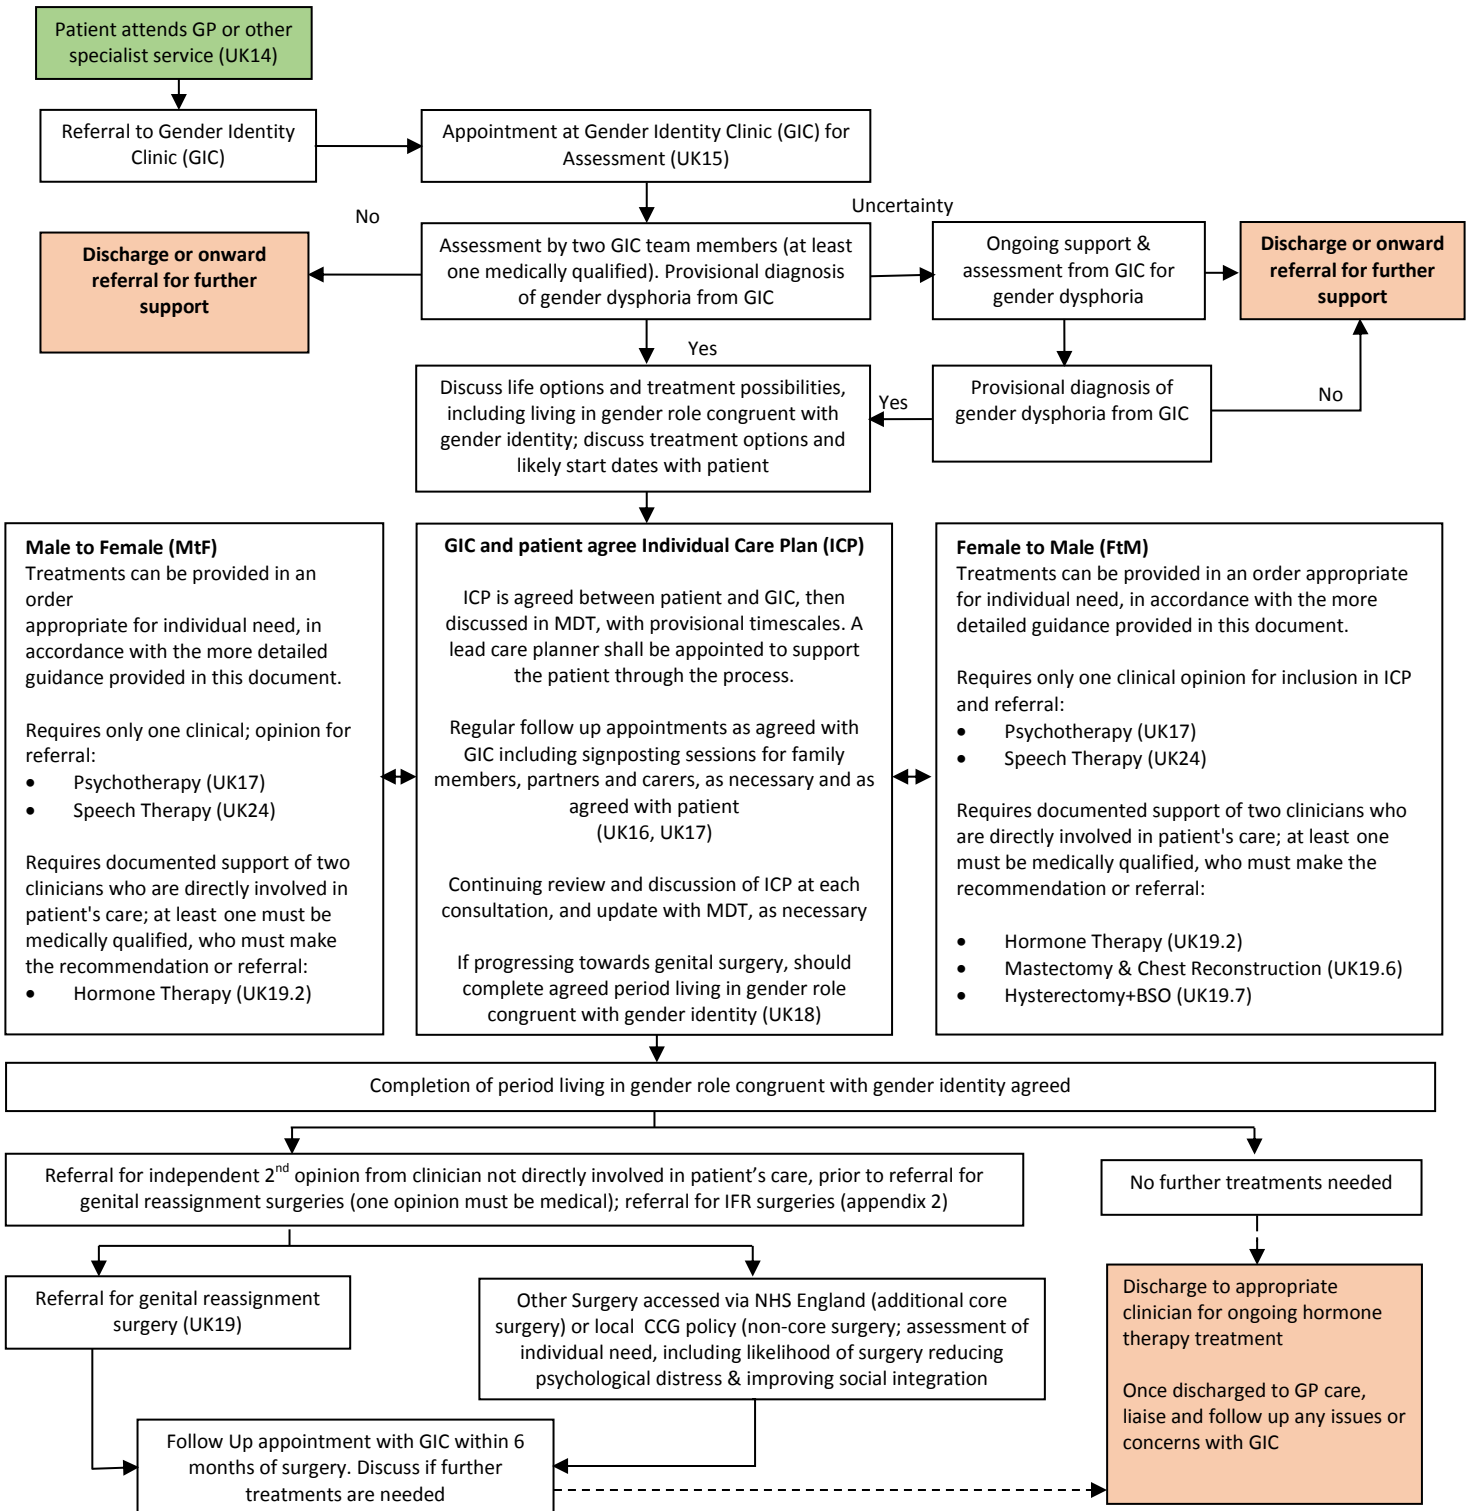 Patient attends GP or other
specialist service (UK14)
Referral to Gender Identity
Clinic (GIC)
Appointment at Gender Identity Clinic (GIC) for
Assessment (UK15)
No
Uncertainty
Discharge or onward
referral for further
support
Assessment by two GIC team members (at least
one medically qualified). Provisional diagnosis
of gender dysphoria from GIC
Ongoing support &
assessment from GIC for
gender dysphoria
Discharge or onward
referral for further
support
Yes
Discuss life options and treatment possibilities,
including living in gender role congruent with
gender identity; discuss treatment options and
likely start dates with patient
Yes
Provisional diagnosis of
gender dysphoria from GIC
No
Male to Female (MtF)
Treatments can be provided in an
order
appropriate for individual need, in
accordance with the more detailed
guidance provided in this document.
Requires only one clinical; opinion for
referral:
• Psychotherapy (UK17)
• Speech Therapy (UK24)
Requires documented support of two
clinicians who are directly involved in
patient's care; at least one must be
medically qualified, who must make
the recommendation or referral:
• Hormone Therapy (UK19.2)
GIC and patient agree Individual Care Plan (ICP)
ICP is agreed between patient and GIC, then
discussed in MDT, with provisional timescales. A
lead care planner shall be appointed to support
the patient through the process.
Regular follow up appointments as agreed with
GIC including signposting sessions for family
members, partners and carers, as necessary and as
agreed with patient
(UK16, UK17)
Continuing review and discussion of ICP at each
consultation, and update with MDT, as necessary
If progressing towards genital surgery, should
complete agreed period living in gender role
congruent with gender identity (UK18)
Female to Male (FtM)
Treatments can be provided in an order appropriate
for individual need, in accordance with the more
detailed guidance provided in this document.
Requires only one clinical opinion for inclusion in ICP
and referral:
• Psychotherapy (UK17)
• Speech Therapy (UK24)
Requires documented support of two clinicians who
are directly involved in patient's care; at least one
must be medically qualified, who must make the
recommendation or referral:
• Hormone Therapy (UK19.2)
• Mastectomy & Chest Reconstruction (UK19.6)
• Hysterectomy+BSO (UK19.7)
Completion of period living in gender role congruent with gender identity agreed
Referral for independent 2nd opinion from clinician not directly involved in patient’s care, prior to referral for
genital reassignment surgeries (one opinion must be medical); referral for IFR surgeries (appendix 2)
No further treatments needed
Referral for genital reassignment
surgery (UK19)
Other Surgery accessed via NHS England (additional core
surgery) or local CCG policy (non-core surgery; assessment of
individual need, including likelihood of surgery reducing
psychological distress & improving social integration
Discharge to appropriate
clinician for ongoing hormone
therapy treatment
Once discharged to GP care,
liaise and follow up any issues or
concerns with GIC
Follow Up appointment with GIC within 6
months of surgery. Discuss if further
treatments are needed